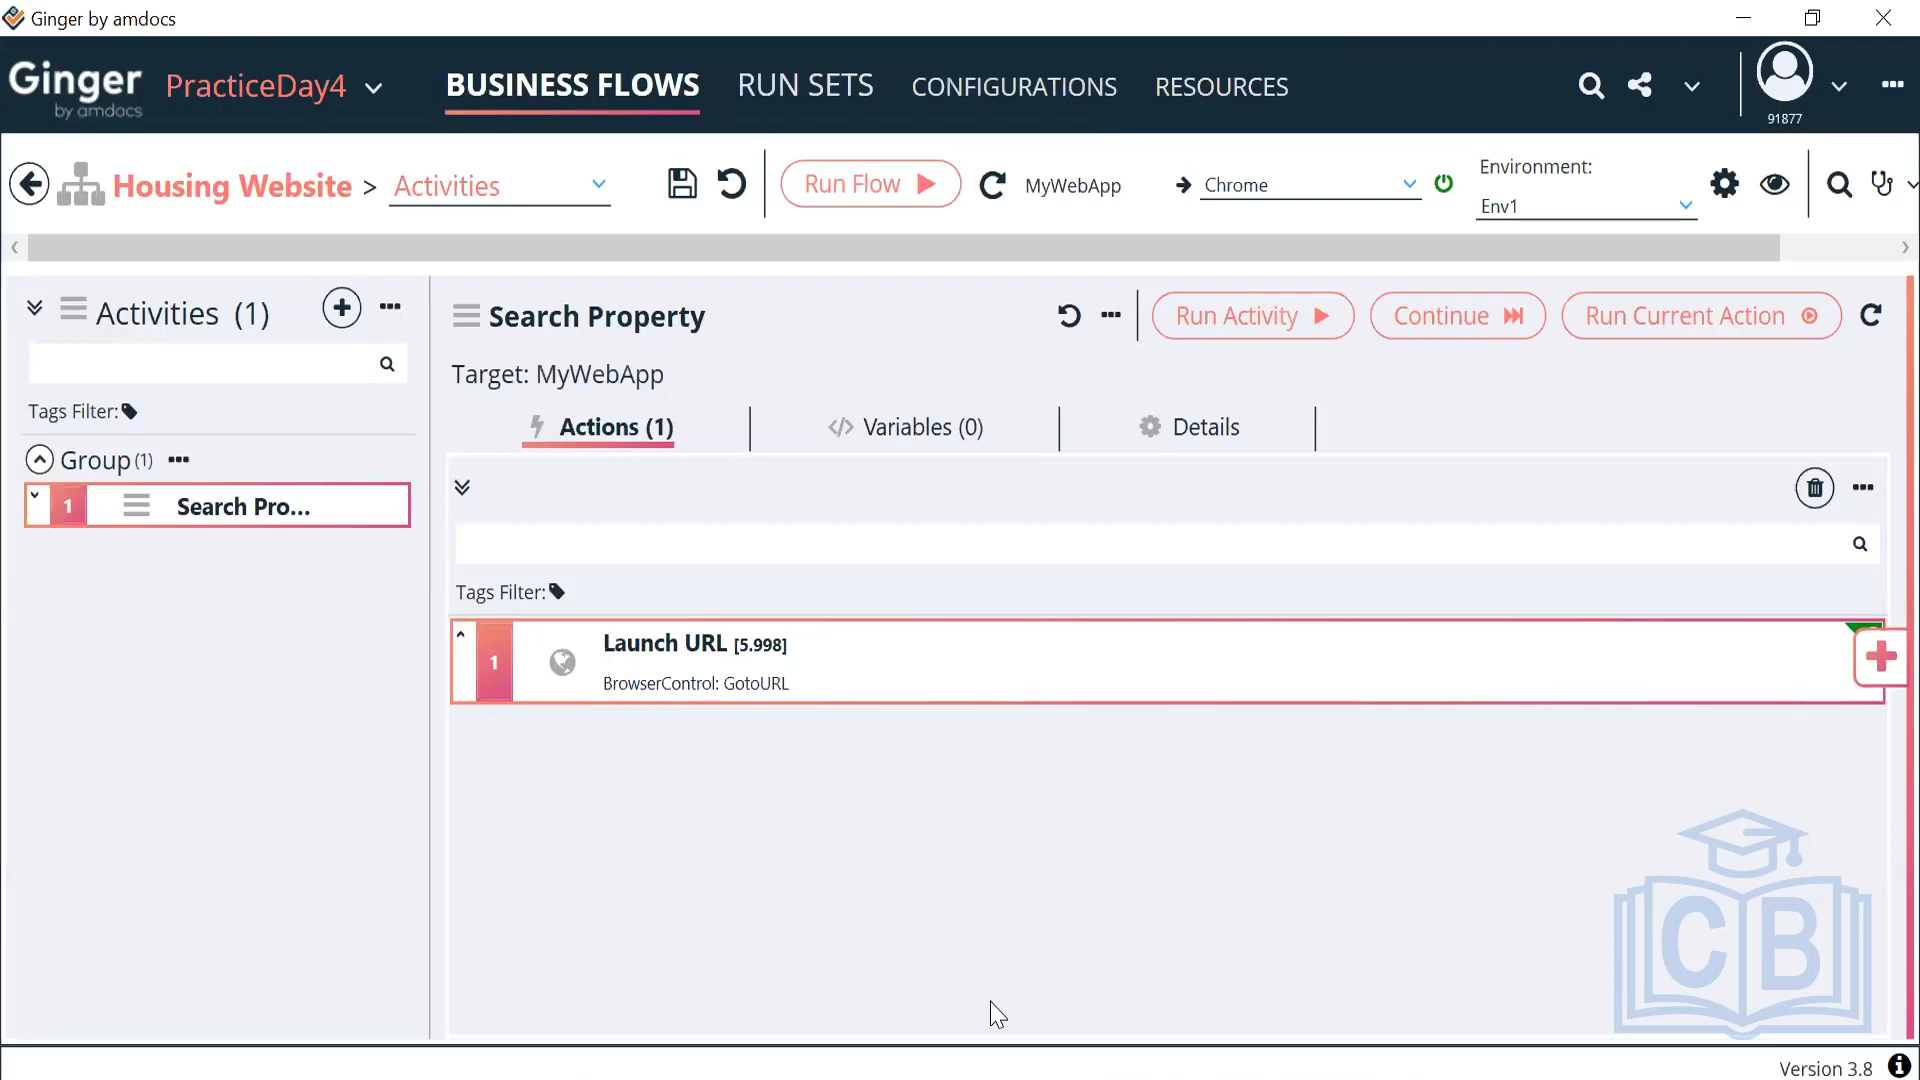 Ginger by amdocs
Ginger
by amdocs
PracticeDay4
BUSINESS FLOWS
RUN SETS
CONFIGURATIONS
RESOURCES
91877
Housing Website > Activities
Run Flow
MyWebApp
Chrome
Environment:
Env1
Activities (1)
Tags Filter:
Group (1)
1 Search Pro...
Search Property
Run Activity
Continue
Run Current Action
Target: MyWebApp
Actions (1)
</> Variables (0)
Details
Tags Filter:
1
Launch URL [5.998]
BrowserControl: GotoURL
CB
Version 3.8